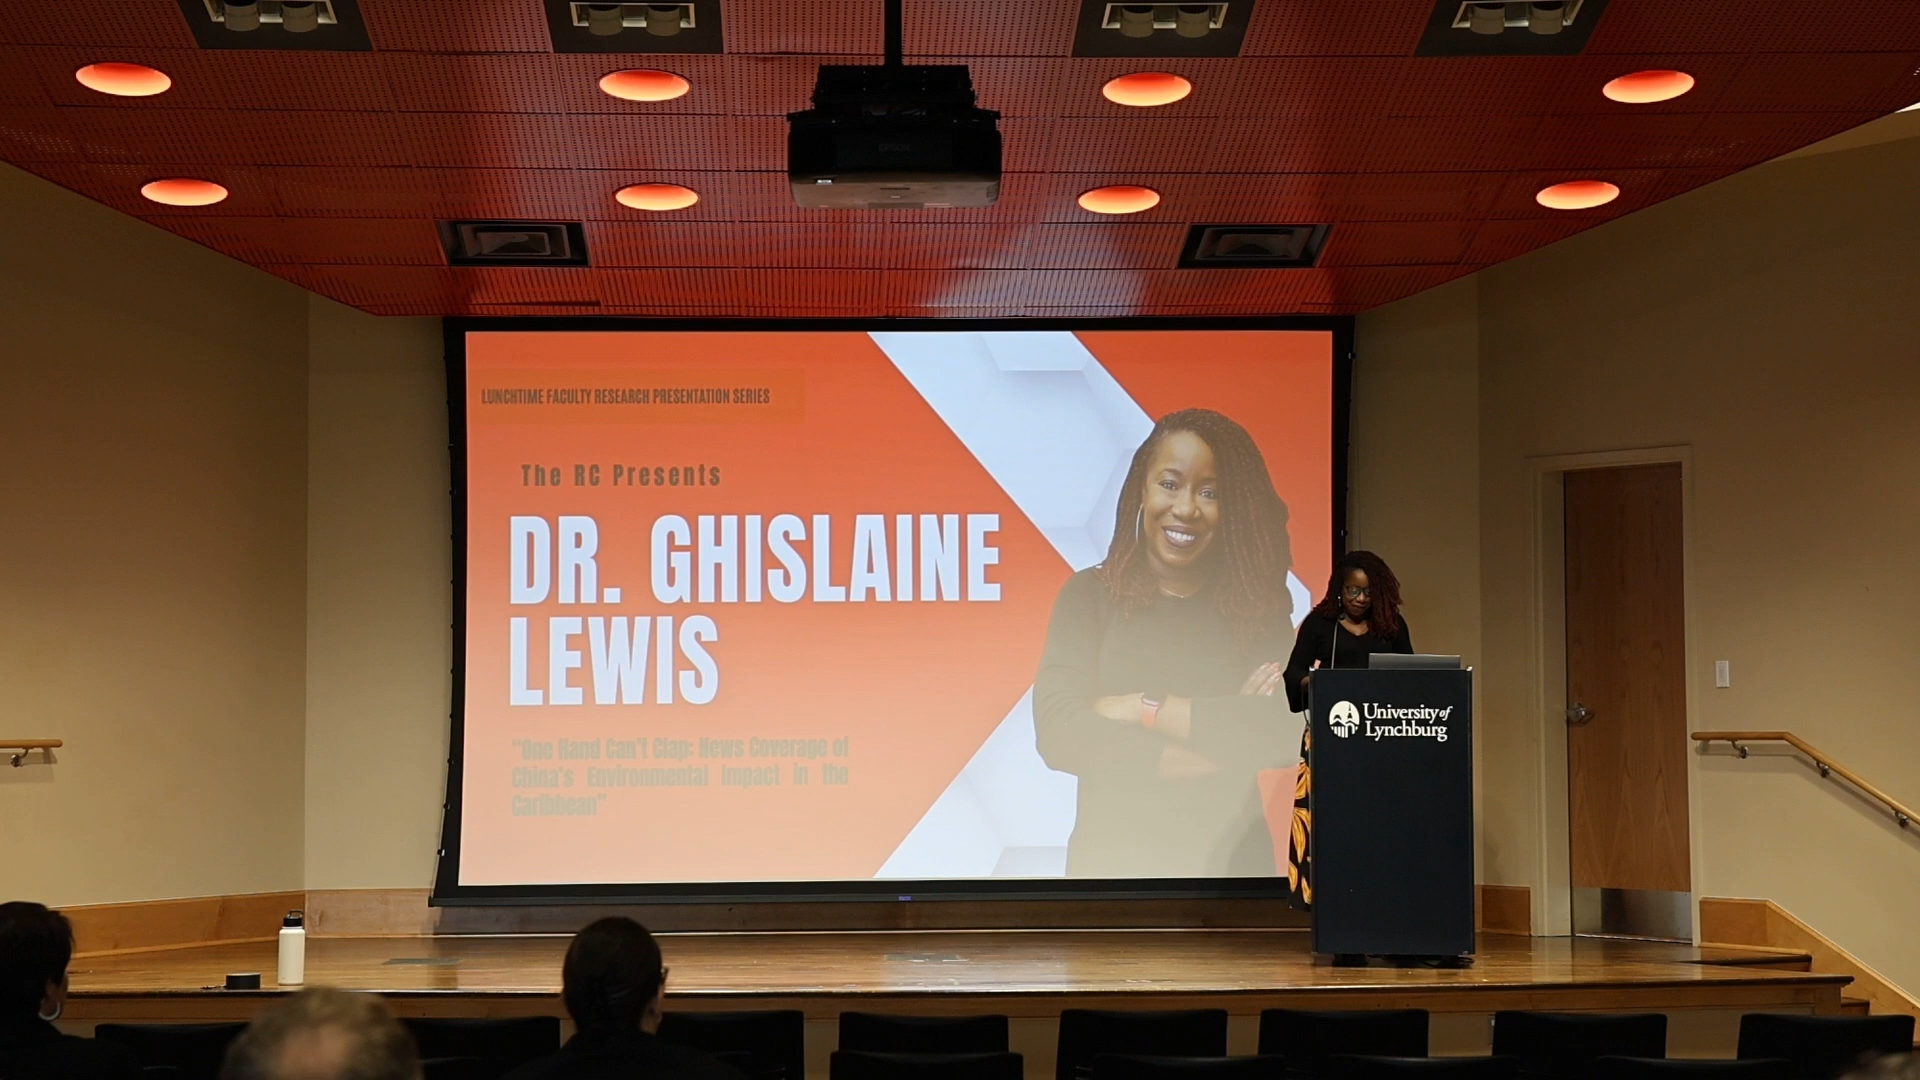 EPSON
LUNCHTIME FACULTY RESEARCH PRESENTATION SERIES
The RC Presents
DR. GHISLAINE
LEWIS
"One Hand Can't Clap: News Coverage of
China's Environmental Impact in the
Caribbean"
University of
Lynchburg